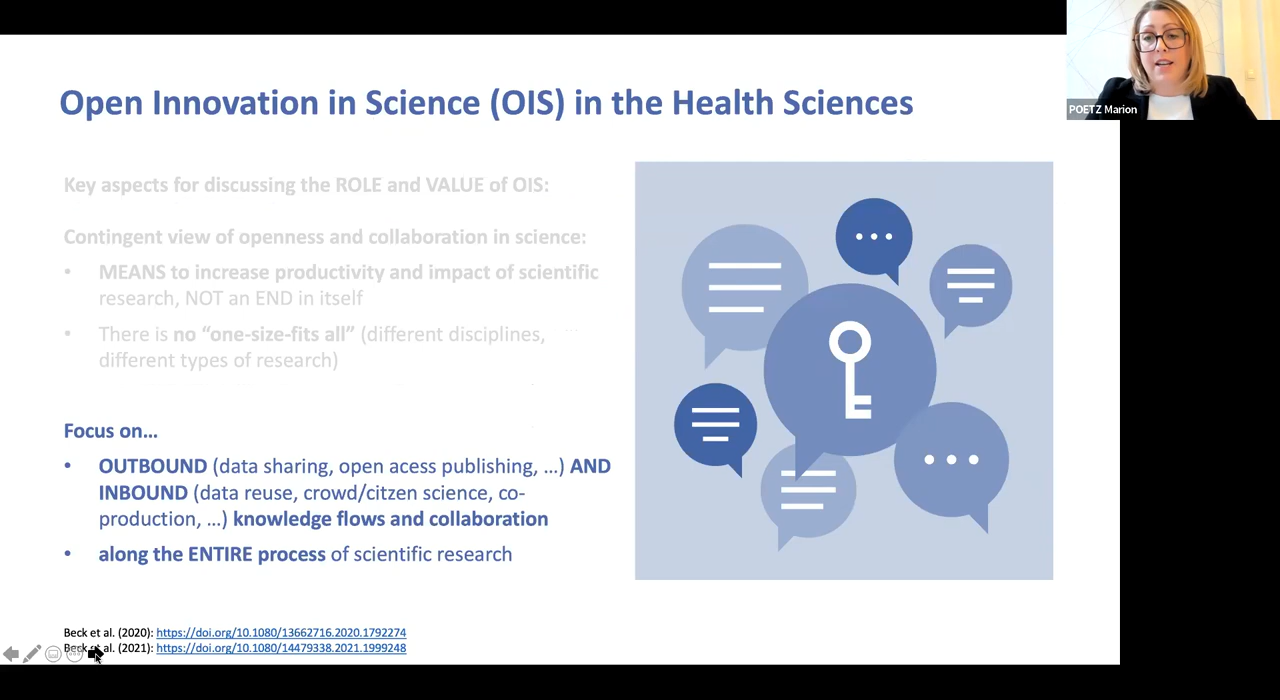 POETZ Marion
Open Innovation in Science (OIS) in the Health Sciences
Key aspects for discussing the ROLE and VALUE of OIS:
Contingent view of openness and collaboration in science:
• MEANS to increase productivity and impact of scientific
research, NOT an END in itself
• There is no “one-size-fits all” (different disciplines,
different types of research)
Focus on…
• OUTBOUND (data sharing, open acess publishing, …) AND
INBOUND (data reuse, crowd/citzen science, co-
production, …) knowledge flows and collaboration
• along the ENTIRE process of scientific research
Beck et al. (2020): https://doi.org/10.1080/13662716.2020.1792274
Beck et al. (2021): https://doi.org/10.1080/14479338.2021.1999248